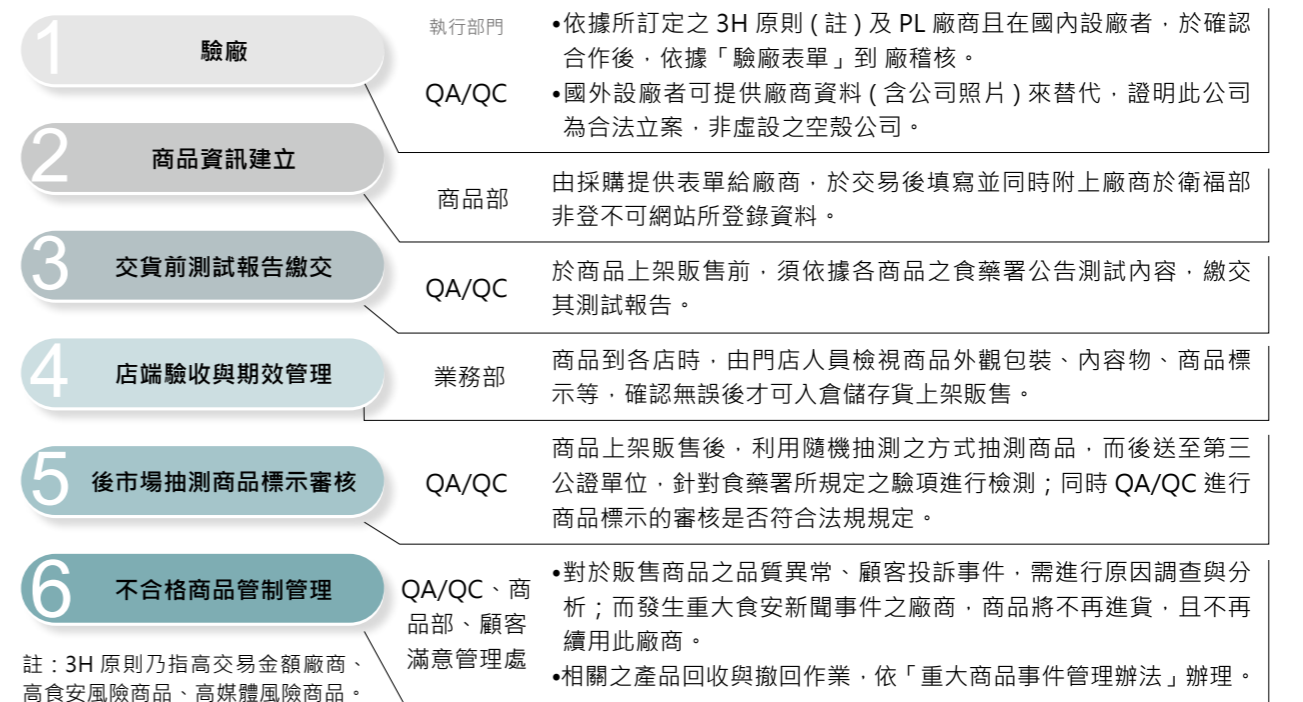 1
驗廠
執行部門
QA/QC
•依據所訂定之 3H 原則 ( 註 ) 及 PL 廠商且在國內設廠者，於確認
合作後，依據「驗廠表單」到 廠稽核。
•國外設廠者可提供廠商資料 ( 含公司照片 ) 來替代，證明此公司
為合法立案，非虛設之空殼公司。
2
商品資訊建立
商品部
由採購提供表單給廠商，於交易後填寫並同時附上廠商於衛福部
非登不可網站所登錄資料。
3
交貨前測試報告繳交
QA/QC
於商品上架販售前，須依據各商品之食藥署公告測試內容，繳交
其測試報告。
4
店端驗收與期效管理
業務部
商品到各店時，由門店人員檢視商品外觀包裝、內容物、商品標
示等，確認無誤後才可入倉儲存貨上架販售。
5
後市場抽測商品標示審核
QA/QC
商品上架販售後，利用隨機抽測之方式抽測商品，而後送至第三
公證單位，針對食藥署所規定之驗項進行檢測；同時 QA/QC 進行
商品標示的審核是否符合法規規定。
6
不合格商品管制管理
QA/QC、商
品部、顧客
滿意管理處
•對於販售商品之品質異常、顧客投訴事件，需進行原因調查與分
析；而發生重大食安新聞事件之廠商，商品將不再進貨，且不再
續用此廠商。
•相關之產品回收與撤回作業，依「重大商品事件管理辦法」辦理。
註：3H 原則乃指高交易金額廠商、
高食安風險商品、高媒體風險商品。